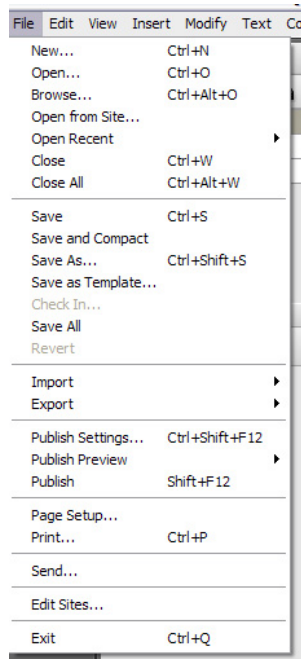 File Edit View Insert Modify Text Co
New... Ctrl+N
Open... Ctrl+O
Browse... Ctrl+Alt+O
Open from Site...
Open Recent
Close Ctrl+W
Close All Ctrl+Alt+W
Save Ctrl+S
Save and Compact
Save As... Ctrl+Shift+S
Save as Template...
Check In...
Save All
Revert
Import
Export
Publish Settings... Ctrl+Shift+F12
Publish Preview
Publish Shift+F12
Page Setup...
Print... Ctrl+P
Send...
Edit Sites...
Exit Ctrl+Q